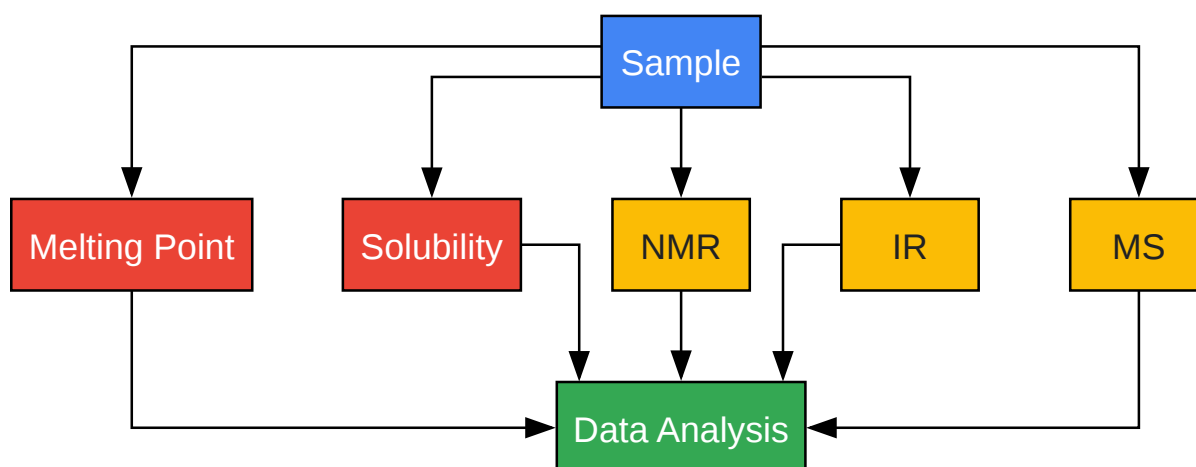 Sample
Melting Point
Solubility
NMR
IR
MS
Data Analysis